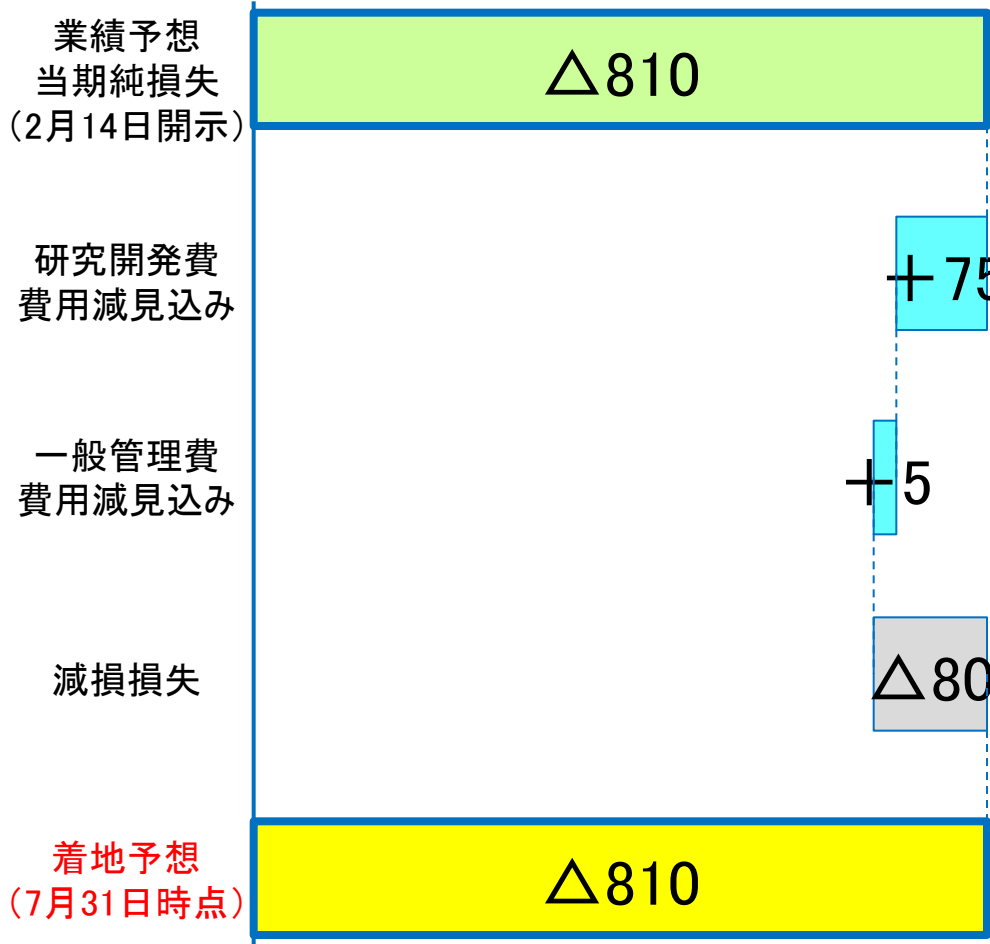 業績予想
当期純損失
（2月14日開示）
△810
研究開発費
費用減見込み
＋75
一般管理費
費用減見込み
＋5
減損損失
△80
着地予想
（7月31日時点）
△810